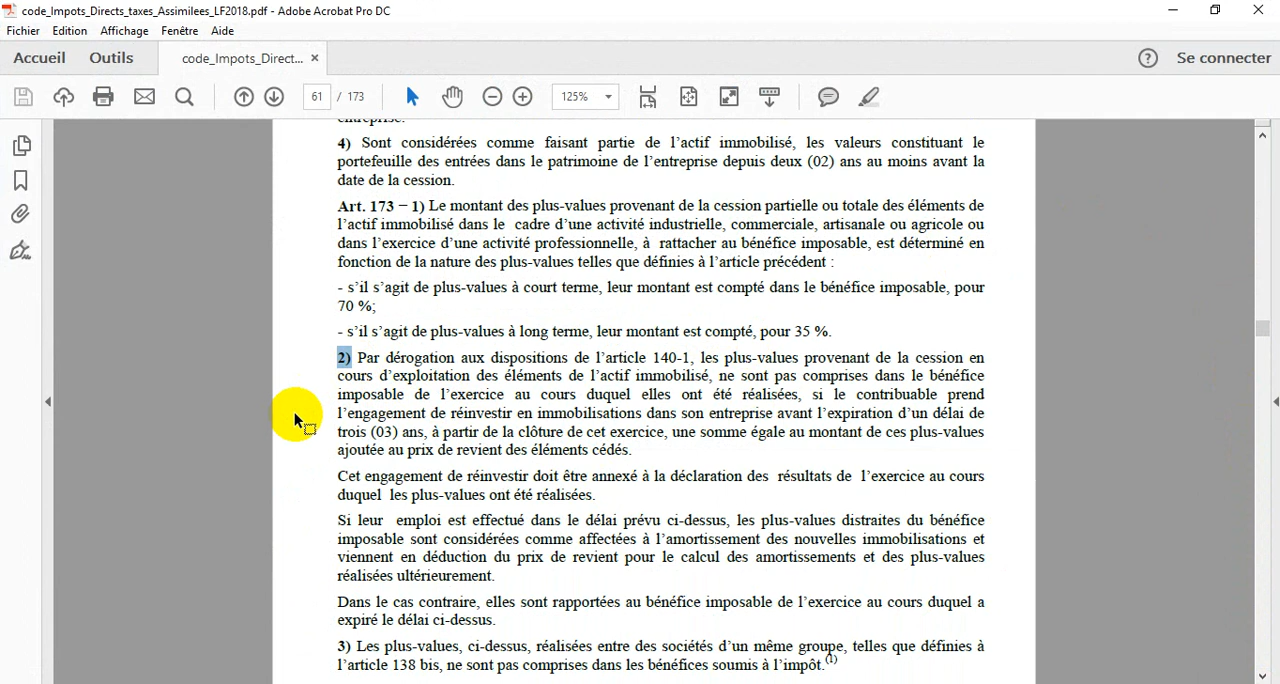 code_Impots_Directs_taxes_Assimilees_LF2018.pdf - Adobe Acrobat Pro DC
Fichier Edition Affichage Fenêtre Aide
Accueil Outils code_Impots_Direct... × ? Se connecter
61 / 173 125%
entreprise.
4) Sont considérées comme faisant partie de l'actif immobilisé, les valeurs constituant le
portefeuille des entrées dans le patrimoine de l'entreprise depuis deux (02) ans au moins avant la
date de la cession.
Art. 173 – 1) Le montant des plus-values provenant de la cession partielle ou totale des éléments de
l'actif immobilisé dans le cadre d'une activité industrielle, commerciale, artisanale ou agricole ou
dans l'exercice d'une activité professionnelle, à rattacher au bénéfice imposable, est déterminé en
fonction de la nature des plus-values telles que définies à l'article précédent :
- s'il s'agit de plus-values à court terme, leur montant est compté dans le bénéfice imposable, pour
70 %;
- s'il s'agit de plus-values à long terme, leur montant est compté, pour 35 %.
2) Par dérogation aux dispositions de l'article 140-1, les plus-values provenant de la cession en
cours d'exploitation des éléments de l'actif immobilisé, ne sont pas comprises dans le bénéfice
imposable de l'exercice au cours duquel elles ont été réalisées, si le contribuable prend
l'engagement de réinvestir en immobilisations dans son entreprise avant l'expiration d'un délai de
trois (03) ans, à partir de la clôture de cet exercice, une somme égale au montant de ces plus-values
ajoutée au prix de revient des éléments cédés.
Cet engagement de réinvestir doit être annexé à la déclaration des résultats de l'exercice au cours
duquel les plus-values ont été réalisées.
Si leur emploi est effectué dans le délai prévu ci-dessus, les plus-values distraites du bénéfice
imposable sont considérées comme affectées à l'amortissement des nouvelles immobilisations et
viennent en déduction du prix de revient pour le calcul des amortissements et des plus-values
réalisées ultérieurement.
Dans le cas contraire, elles sont rapportées au bénéfice imposable de l'exercice au cours duquel a
expiré le délai ci-dessus.
3) Les plus-values, ci-dessus, réalisées entre des sociétés d'un même groupe, telles que définies à
l'article 138 bis, ne sont pas comprises dans les bénéfices soumis à l'impôt.(1)